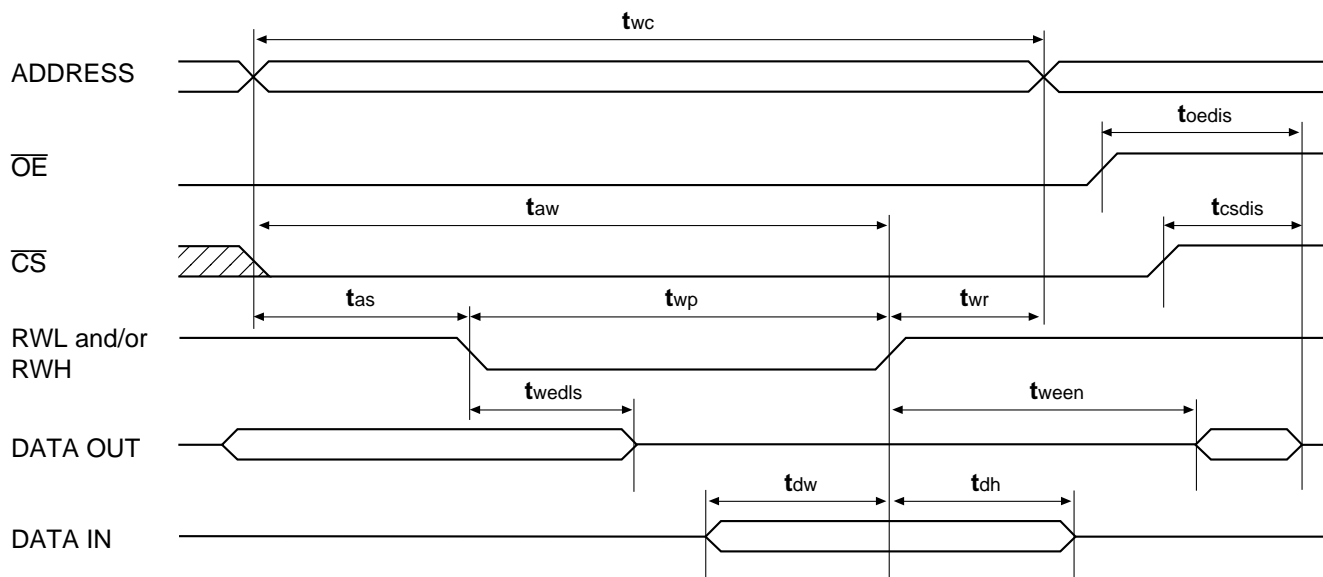 twc
ADDRESS
toedis
OE
taw
tcsdis
CS
tas
twp
twr
RWL and/or
RWH
twedls
tween
DATA OUT
tdw
tdh
DATA IN